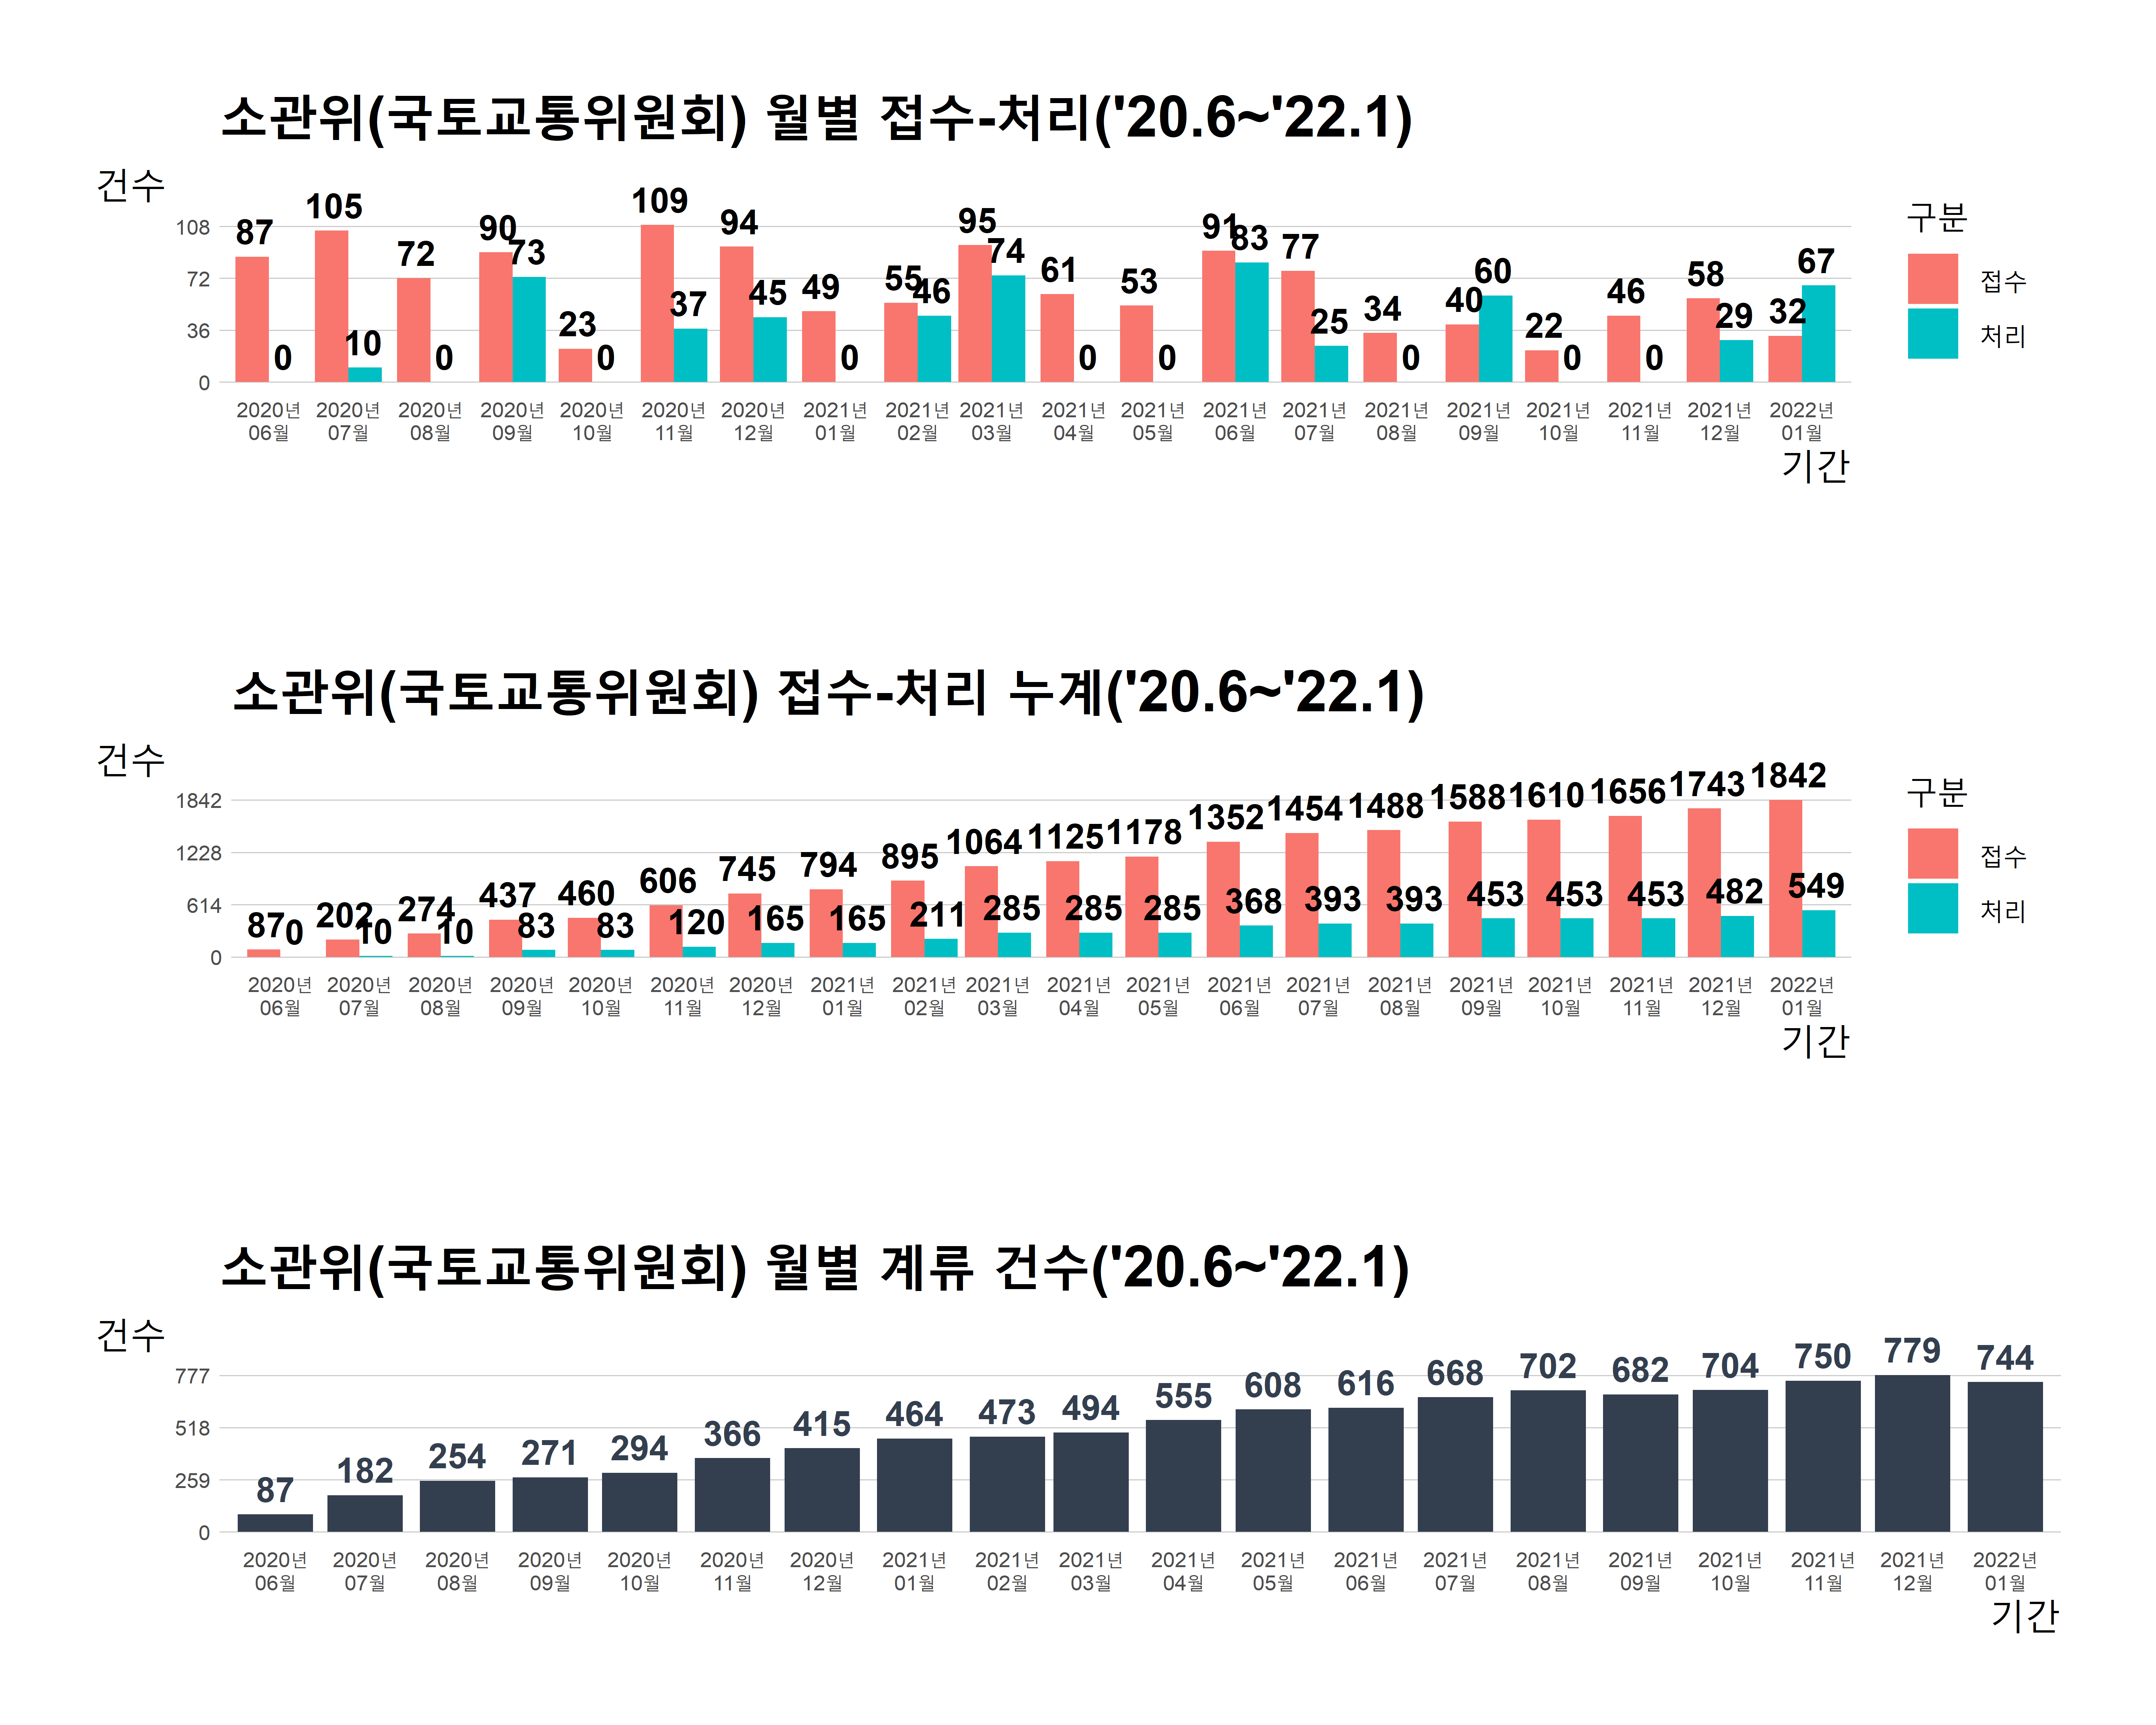 소관위(국토교통위원회) 월별 접수-처리('20.6~'22.1)
건수
108
72
36
0
87 0 105 10 72 0 90 73 23 0 109 37 94 45 49 0 55 46 95 74 61 0 53 0 91 83 77 25 34 0 40 60 22 0 46 0 58 29 32 67
2020년 2020년 2020년 2020년 2020년 2020년 2020년 2021년 2021년 2021년 2021년 2021년 2021년 2021년 2021년 2021년 2021년 2021년 2021년 2022년
06월 07월 08월 09월 10월 11월 12월 01월 02월 03월 04월 05월 06월 07월 08월 09월 10월 11월 12월 01월
기간
구분
접수
처리
소관위(국토교통위원회) 접수-처리 누계('20.6~'22.1)
건수
1842
1228
614
0
87 0 202 10 274 10 437 83 460 83 606 120 745 165 794 165 895 211 1064 285 1125 285 1178 285 1352 368 1454 393 1488 393 1588 453 1610 453 1656 453 1743 482 1842 549
2020년 2020년 2020년 2020년 2020년 2020년 2020년 2021년 2021년 2021년 2021년 2021년 2021년 2021년 2021년 2021년 2021년 2021년 2021년 2022년
06월 07월 08월 09월 10월 11월 12월 01월 02월 03월 04월 05월 06월 07월 08월 09월 10월 11월 12월 01월
기간
구분
접수
처리
소관위(국토교통위원회) 월별 계류 건수('20.6~'22.1)
건수
777
518
259
0
87 182 254 271 294 366 415 464 473 494 555 608 616 668 702 682 704 750 779 744
2020년 2020년 2020년 2020년 2020년 2020년 2020년 2021년 2021년 2021년 2021년 2021년 2021년 2021년 2021년 2021년 2021년 2021년 2021년 2022년
06월 07월 08월 09월 10월 11월 12월 01월 02월 03월 04월 05월 06월 07월 08월 09월 10월 11월 12월 01월
기간